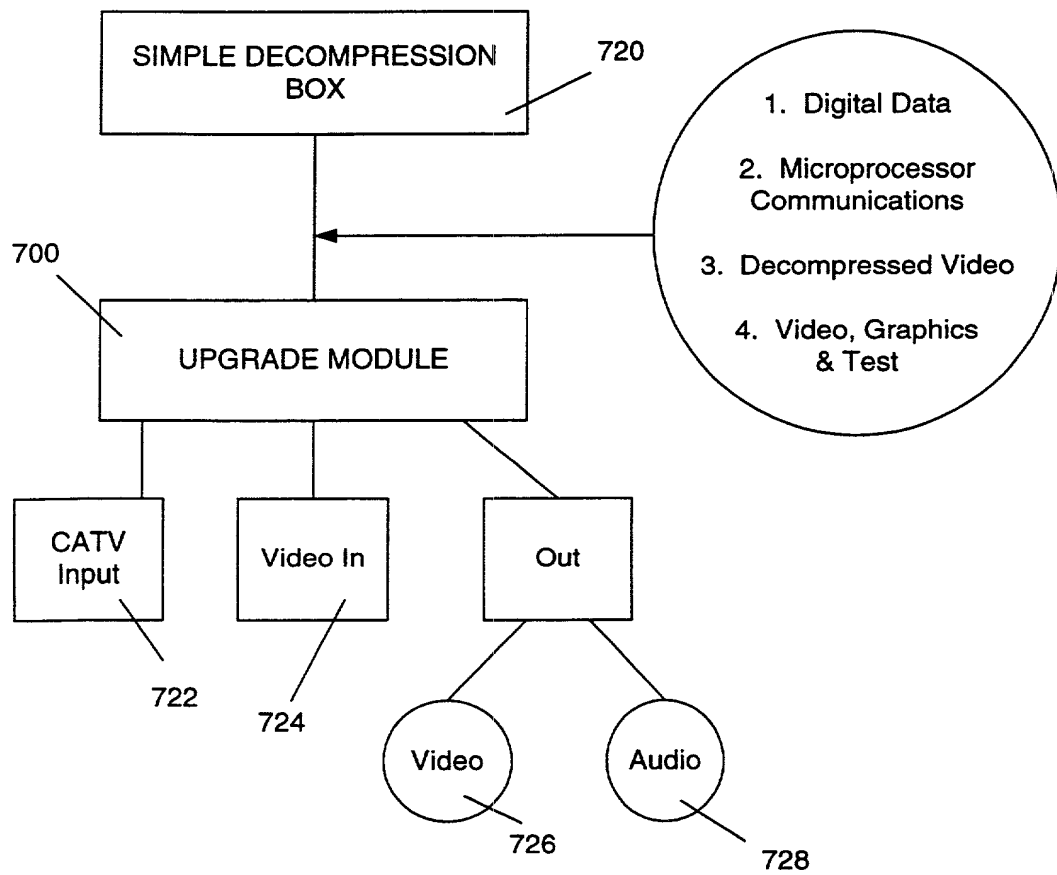 SIMPLE DECOMPRESSION
BOX
720
1. Digital Data
2. Microprocessor
Communications
3. Decompressed Video
4. Video, Graphics
& Test
700
UPGRADE MODULE
CATV
Input
Video In
Out
722
724
Video
Audio
726
728